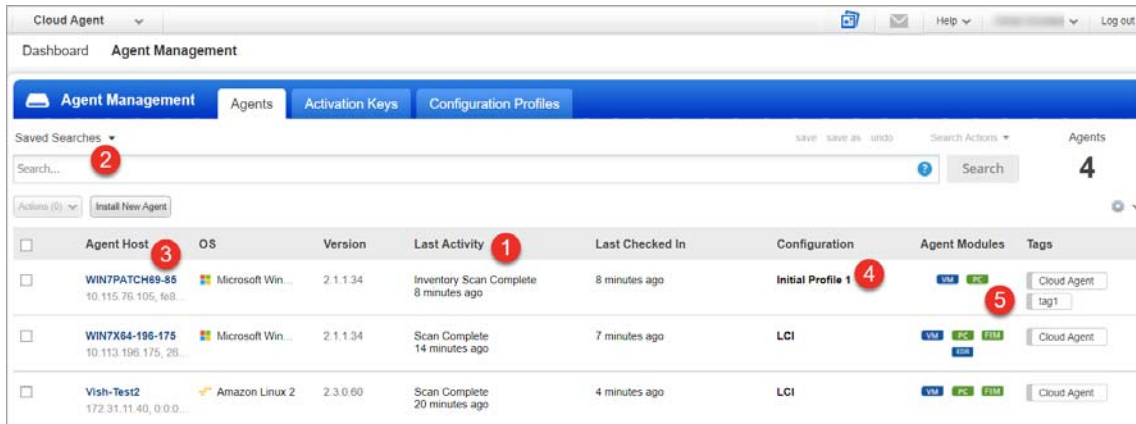 Cloud Agent
Help
Log out
Dashboard Agent Management
Agent Management Agents Activation Keys Configuration Profiles
Saved Searches save save as undo Search Actions Agents
2
Search... ? Search 4
Actions (0) Install New Agent
Agent Host OS Version Last Activity Last Checked In Configuration Agent Modules Tags
3 1
WIN7PATCH69-85 Microsoft Win... 2.1.1.34 Inventory Scan Complete 8 minutes ago Initial Profile 1 4 VM PC Cloud Agent
10.115.76.105, fe8... 8 minutes ago 5 tag1
WIN7X64-196-175 Microsoft Win... 2.1.1.34 Scan Complete 7 minutes ago LCI VM PC FIM Cloud Agent
10.113.196.175, 26... 14 minutes ago EDR
Vish-Test2 Amazon Linux 2 2.3.0.60 Scan Complete 4 minutes ago LCI VM PC FIM Cloud Agent
172.31.11.40, 0:0:0... 20 minutes ago